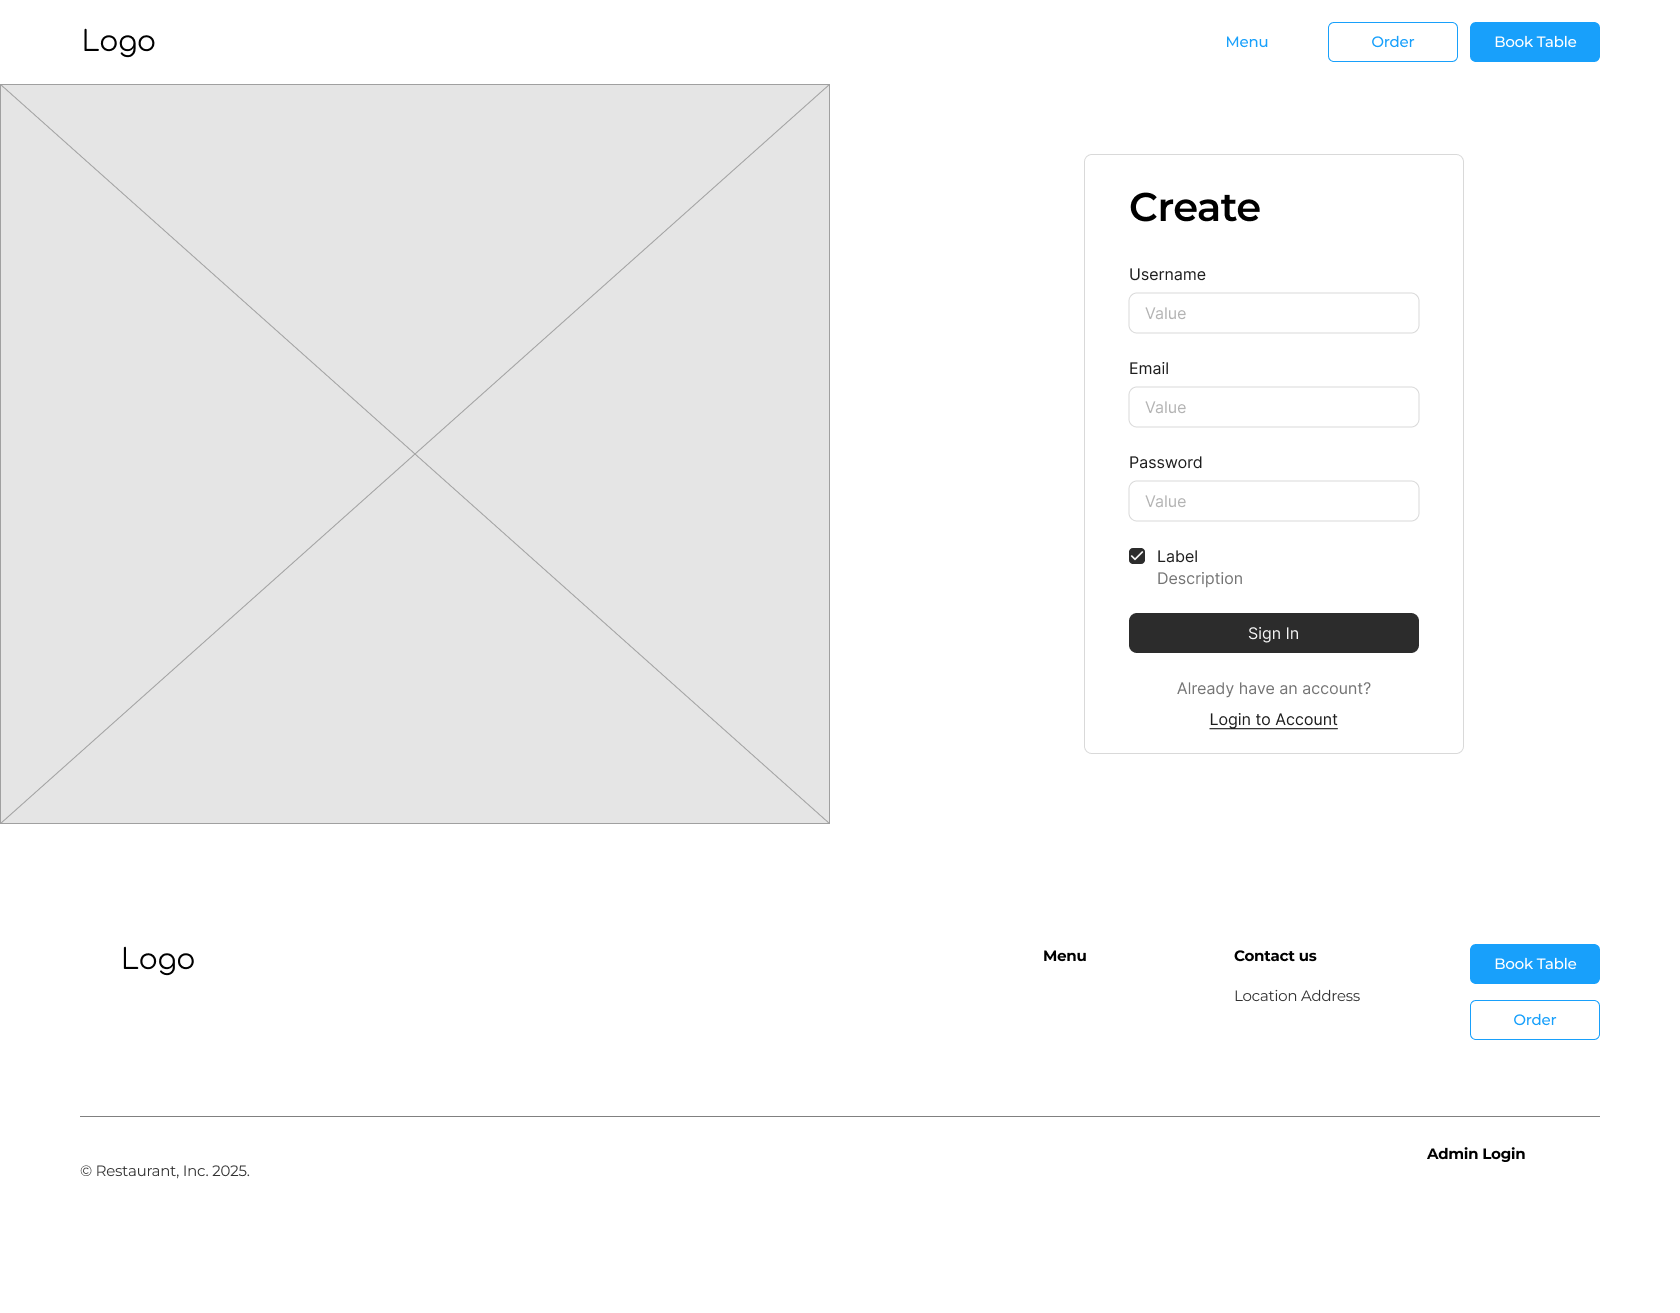 Logo
Menu
Order
Book Table
Create
Username
Value
Email
Value
Password
Value
Label
Description
Sign In
Already have an account?
Login to Account
Logo
Menu
Contact us
Location Address
Book Table
Order
Admin Login
© Restaurant, Inc. 2025.